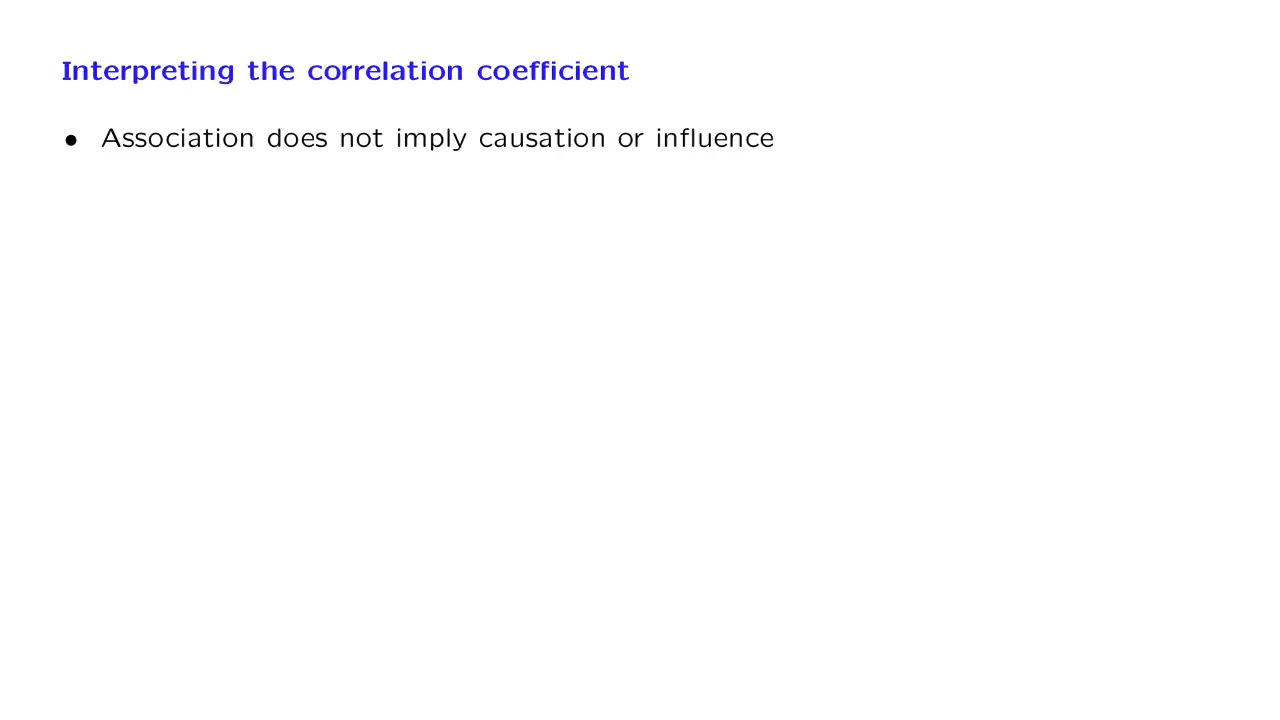 Interpreting the correlation coefficient
• Association does not imply causation or influence